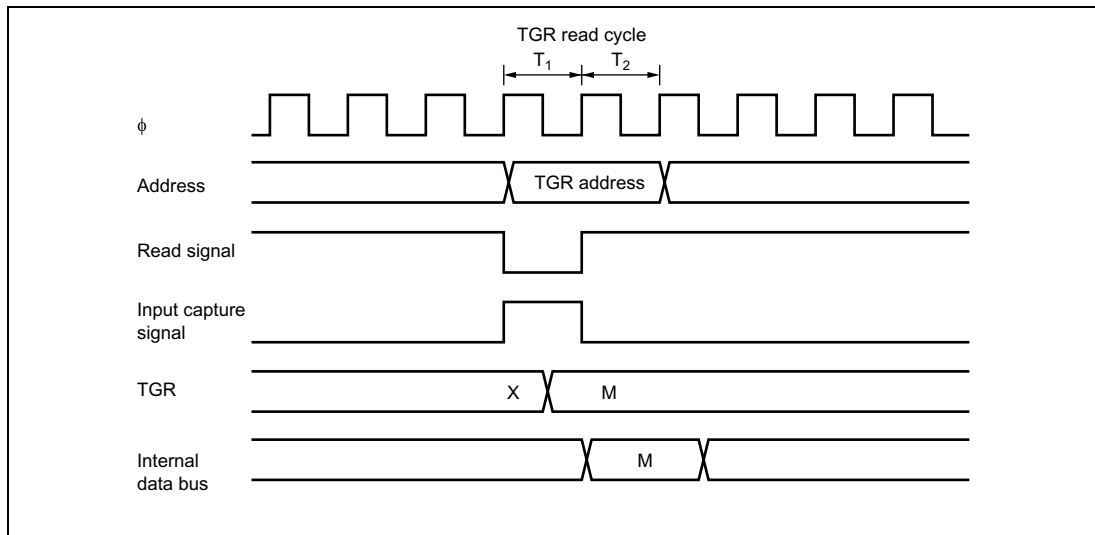 TGR read cycle
T1 T2
ϕ
Address
TGR address
Read signal
Input capture
signal
TGR
X
M
Internal
data bus
M